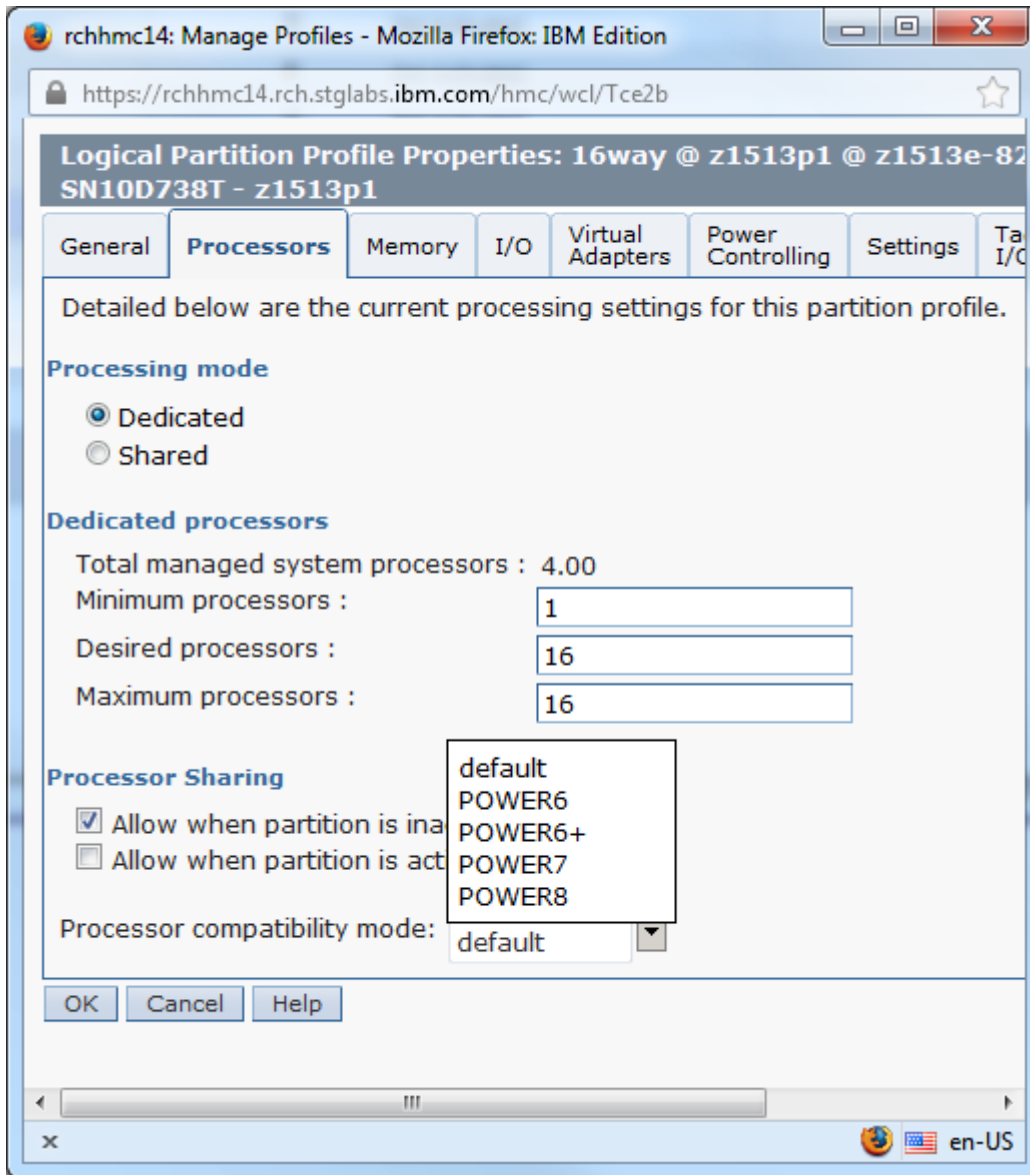 rchhmc14: Manage Profiles - Mozilla Firefox: IBM Edition
https://rchhmc14.rch.stglabs.ibm.com/hmc/wcl/Tce2b
Logical Partition Profile Properties: 16way @ z1513p1 @ z1513e-82
SN10D738T - z1513p1
General
Processors
Memory
I/O
Virtual
Adapters
Power
Controlling
Settings
Ta
I/O
Detailed below are the current processing settings for this partition profile.
Processing mode
Dedicated
Shared
Dedicated processors
Total managed system processors : 4.00
Minimum processors : 1
Desired processors : 16
Maximum processors : 16
Processor Sharing
Allow when partition is ina
Allow when partition is act
default
POWER6
POWER6+
POWER7
POWER8
Processor compatibility mode: default
OK Cancel Help
en-US